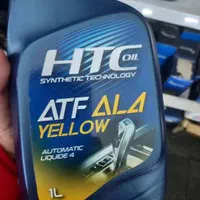 HTC OIL
SYNTHETIC TECHNOLOGY
ATF AL4
YELLOW
AUTOMATIC
LIQUIDE 4
1L